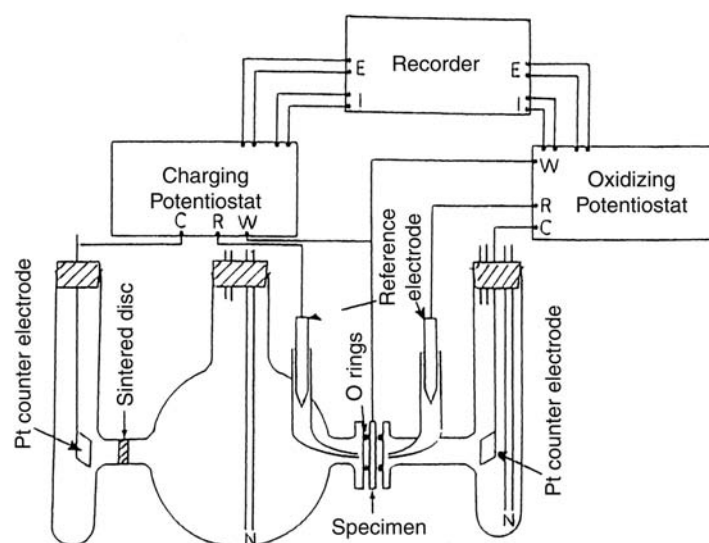 Recorder
E
I
E
I
Charging
Potentiostat
C R W
Oxidizing
Potentiostat
W
R
C
Pt counter electrode
Sintered disc
Reference
electrode
O rings
Pt counter electrode
N
N
Specimen